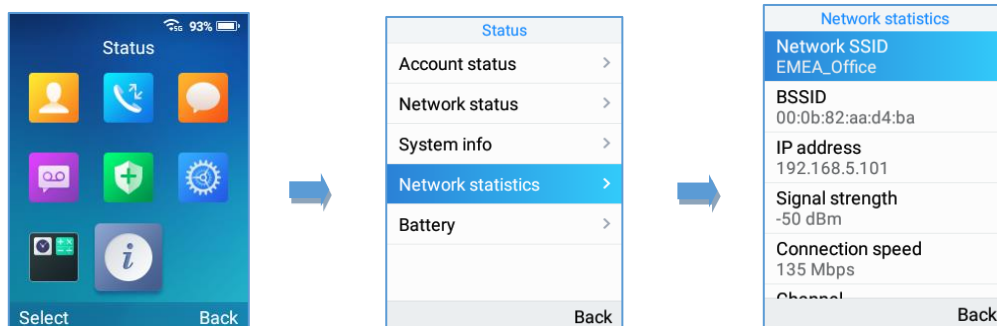 5G 93%
Status
Select Back
Status
Account status
Network status
System info
Network statistics
Battery
Back
Network statistics
Network SSID
EMEA_Office
BSSID
00:0b:82:aa:d4:ba
IP address
192.168.5.101
Signal strength
-50 dBm
Connection speed
135 Mbps
Channel
Back